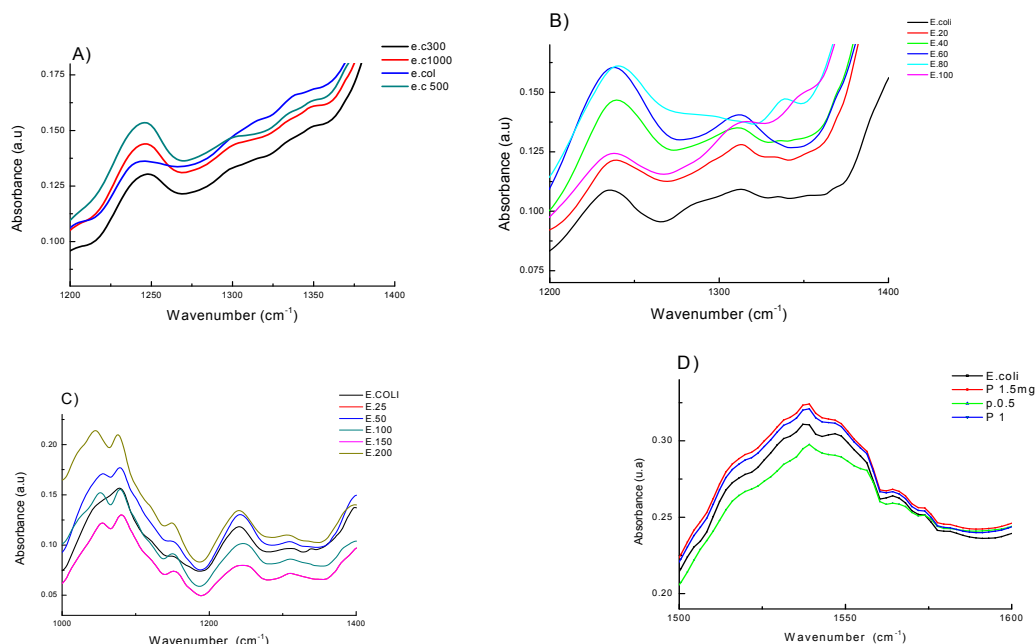 A)
e.c300
e.c1000
e.col
e.c 500
0.175
0.150
0.125
0.100
Absorbance (a.u)
1200 1250 1300 1350 1400
Wavenumber (cm-1)
B)
E.coli
E.20
E.40
E.60
E.80
E.100
0.150
0.125
0.100
0.075
Absorbance (a.u)
1200 1300 1400
Wavenumber (cm-1)
C)
E.COLI
E.25
E.50
E.100
E.150
E.200
0.20
0.15
0.10
0.05
Absorbance (a.u)
1000 1200 1400
Wavenumber (cm-1)
D)
E.coli
P 1.5mg
p.0.5
P 1
0.30
0.25
0.20
Absorbance (u.a)
1500 1550 1600
Wavenumber (cm-1)